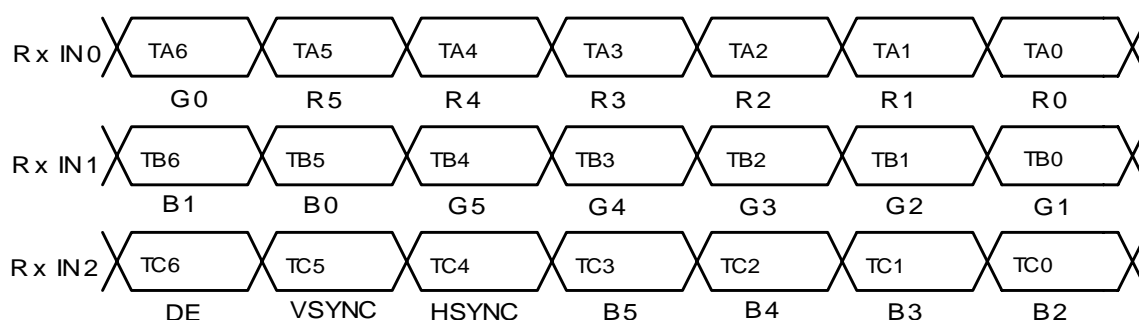 Rx IN0 TA6 TA5 TA4 TA3 TA2 TA1 TA0
G0 R5 R4 R3 R2 R1 R0
Rx IN1 TB6 TB5 TB4 TB3 TB2 TB1 TB0
B1 B0 G5 G4 G3 G2 G1
Rx IN2 TC6 TC5 TC4 TC3 TC2 TC1 TC0
DE VSYNC HSYNC B5 B4 B3 B2